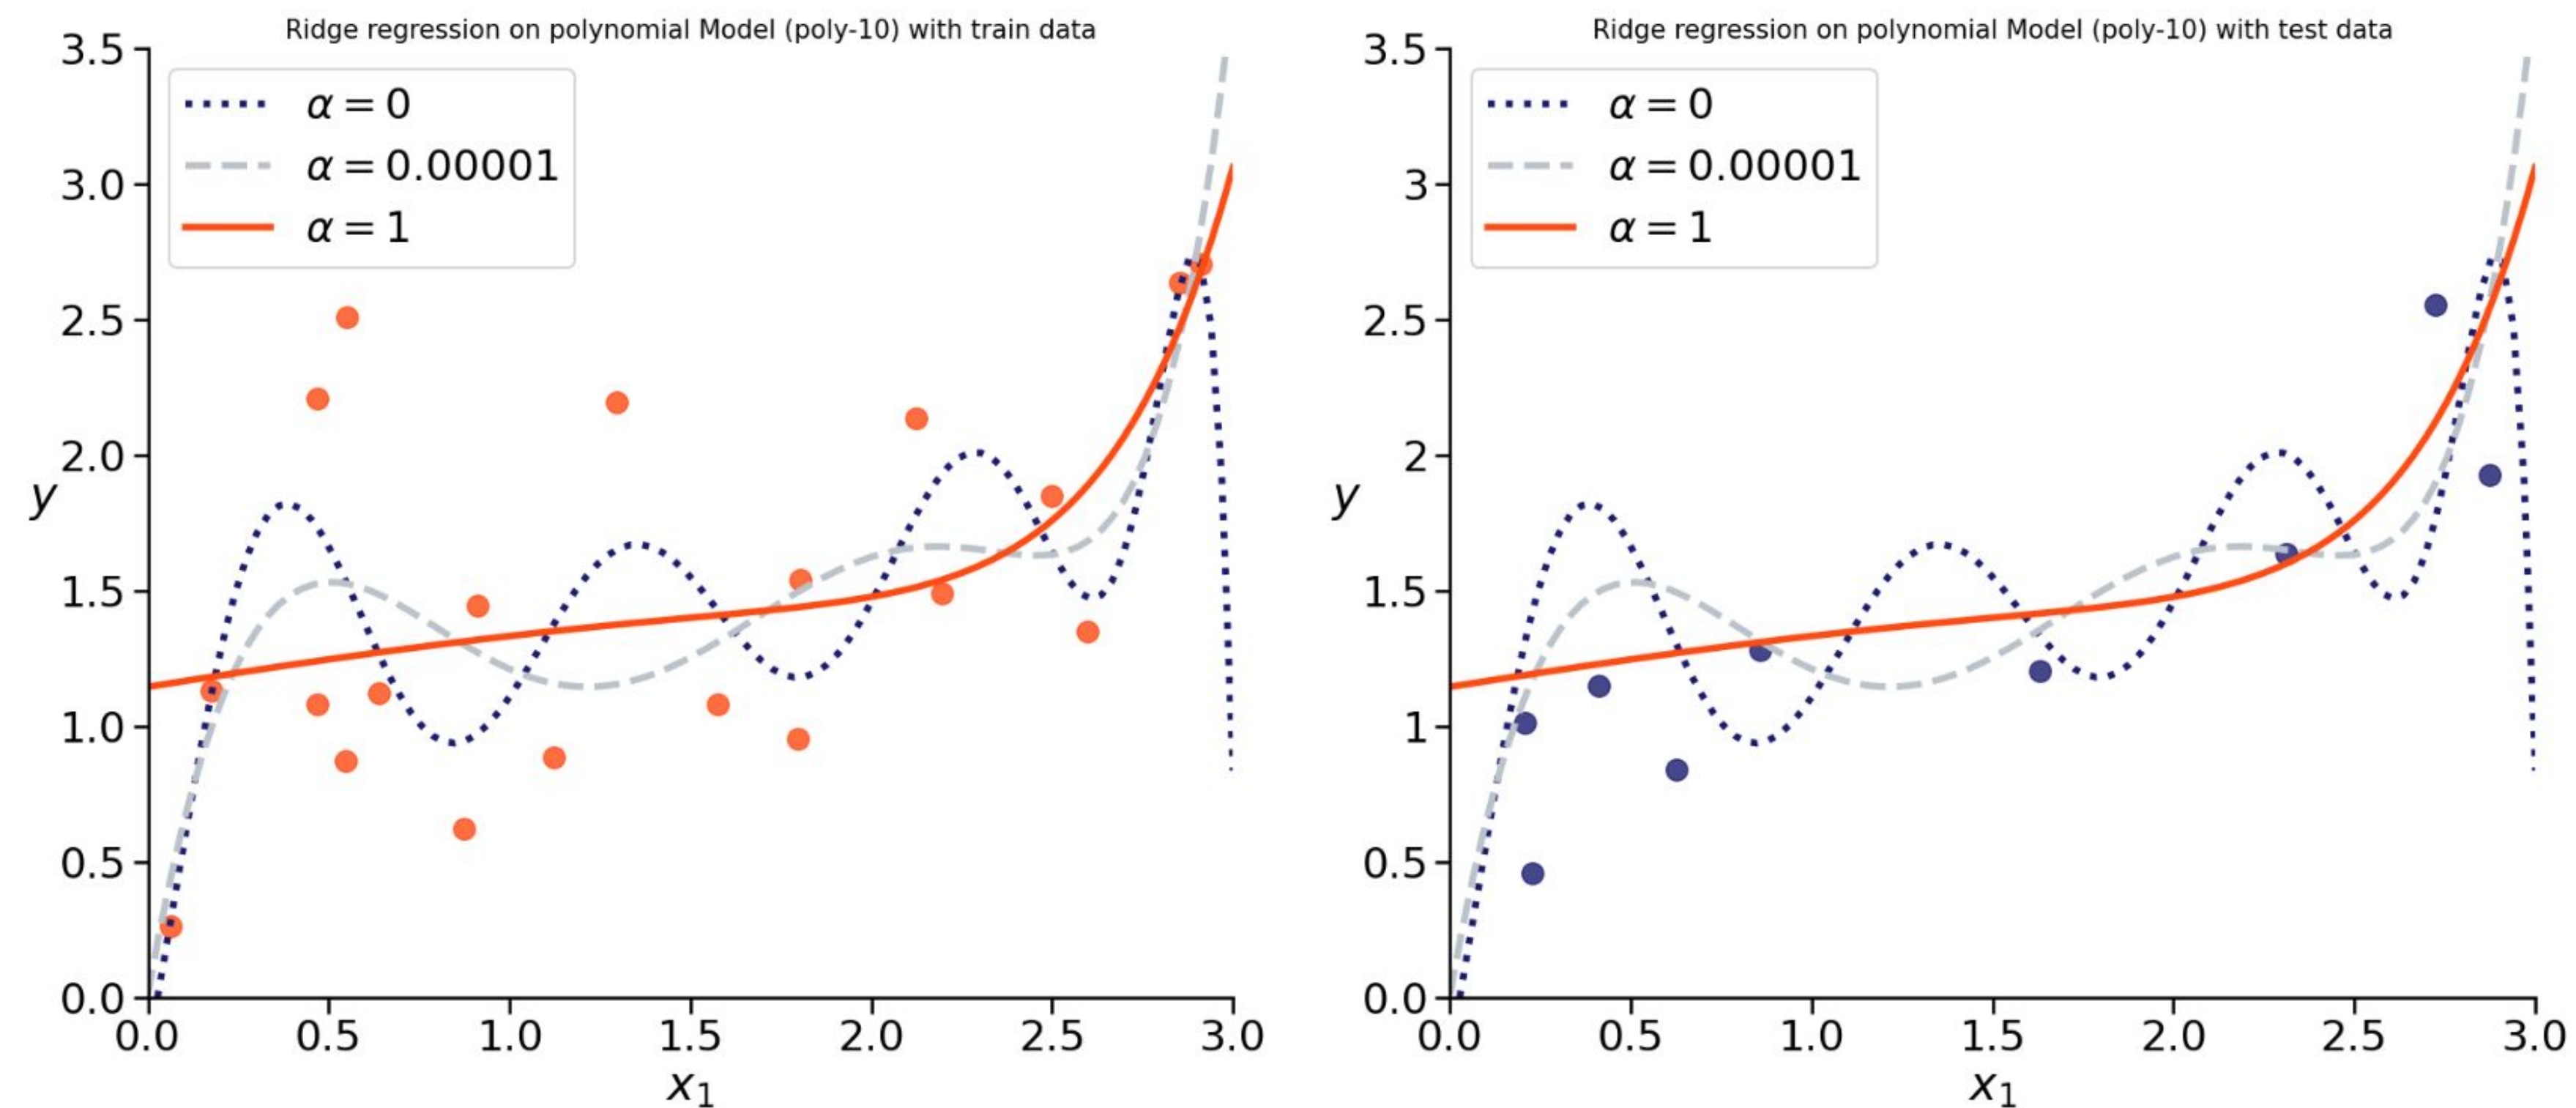 Ridge regression on polynomial Model (poly-10) with train data
3.5
3.0
2.5
2.0
1.5
1.0
0.5
0.0
y
α = 0
α = 0.00001
α = 1
0.0 0.5 1.0 1.5 2.0 2.5 3.0
x₁
Ridge regression on polynomial Model (poly-10) with test data
3.5
3
2.5
2
1.5
1
0.5
0.0
y
α = 0
α = 0.00001
α = 1
0.0 0.5 1.0 1.5 2.0 2.5 3.0
x₁